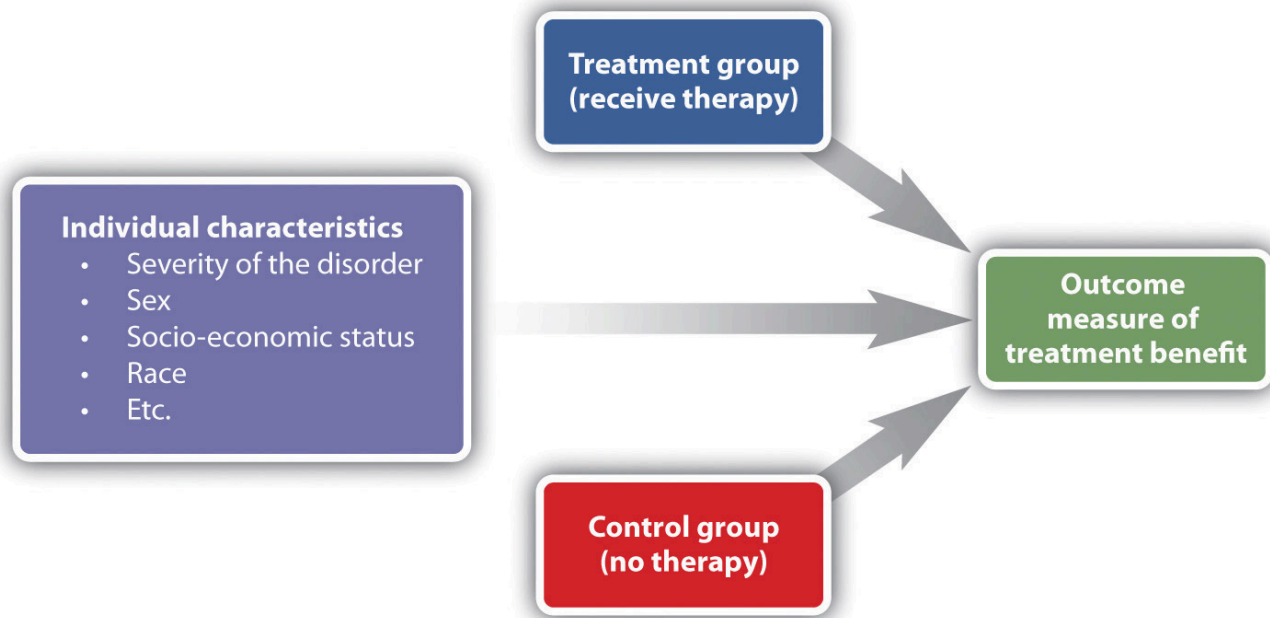 Treatment group
(receive therapy)
Individual characteristics
• Severity of the disorder
• Sex
• Socio-economic status
• Race
• Etc.
Outcome
measure of
treatment benefit
Control group
(no therapy)